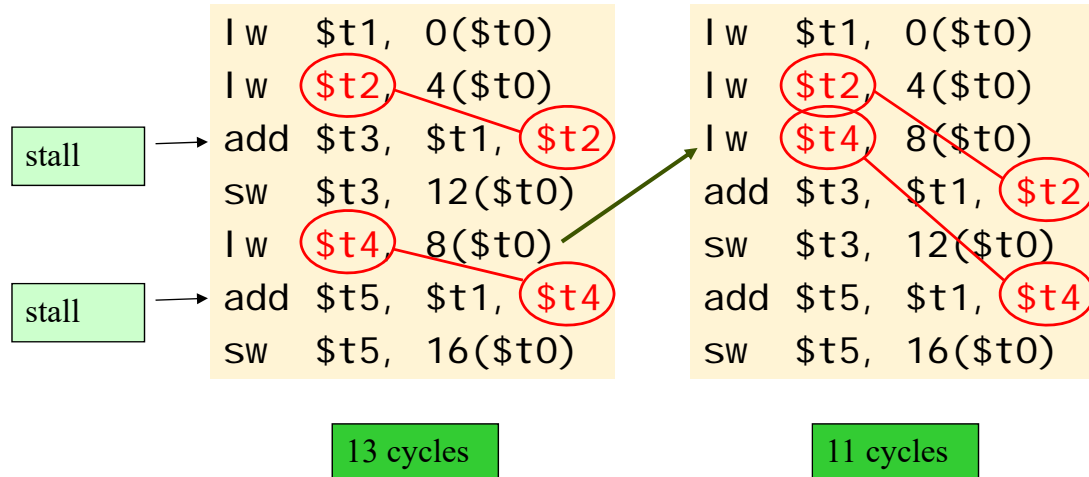 lw $t1, 0($t0)
lw $t2, 4($t0)
add $t3, $t1, $t2
sw $t3, 12($t0)
lw $t4, 8($t0)
add $t5, $t1, $t4
sw $t5, 16($t0)
stall
stall
13 cycles
lw $t1, 0($t0)
lw $t2, 4($t0)
lw $t4, 8($t0)
add $t3, $t1, $t2
sw $t3, 12($t0)
add $t5, $t1, $t4
sw $t5, 16($t0)
11 cycles